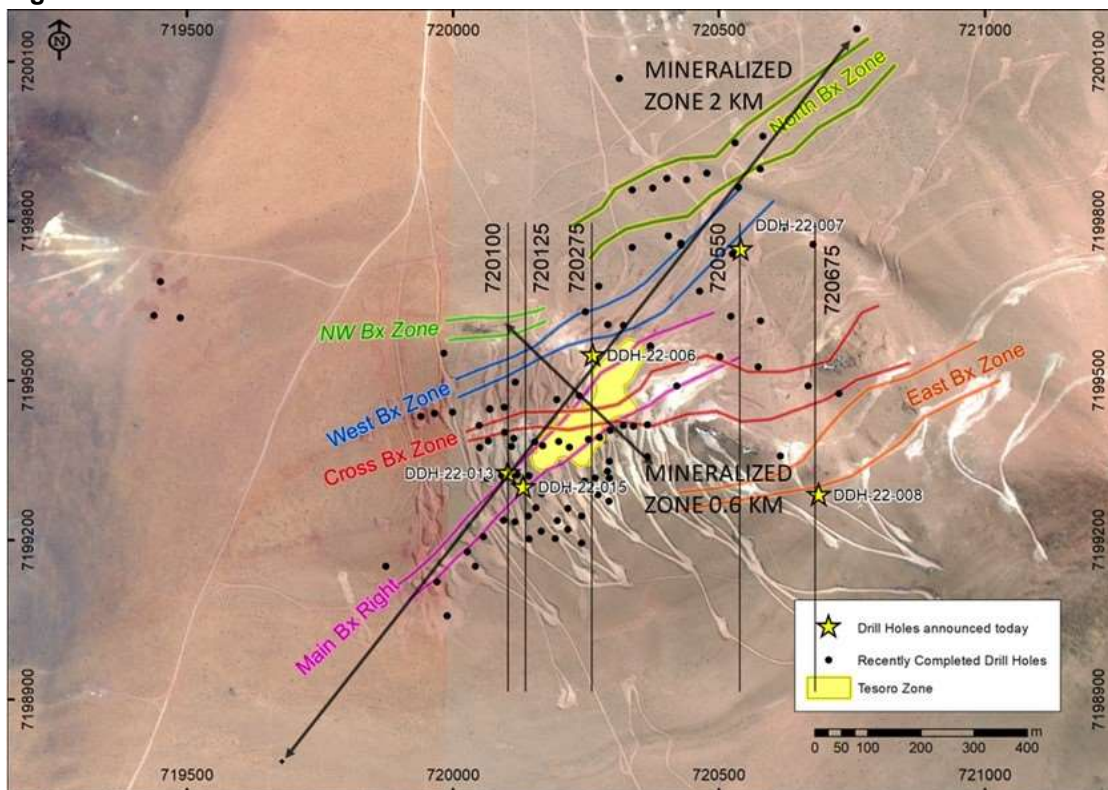 719500
720000
720500
721000
N
7200100
7200100
MINERALIZED
ZONE 2 KM
North Bx Zone
7199800
7199800
720100
720125
720275
720550
720675
DDH-22-007
NW Bx Zone
DDH-22-006
7199500
7199500
West Bx Zone
East Bx Zone
Cross Bx Zone
DDH-22-013
DDH-22-015
MINERALIZED
ZONE 0.6 KM
DDH-22-008
7199200
7199200
Main Bx Right
Drill Holes announced today
Recently Completed Drill Holes
Tesoro Zone
7198900
7198900
0 50 100 200 300 400
m
719500
720000
720500
721000